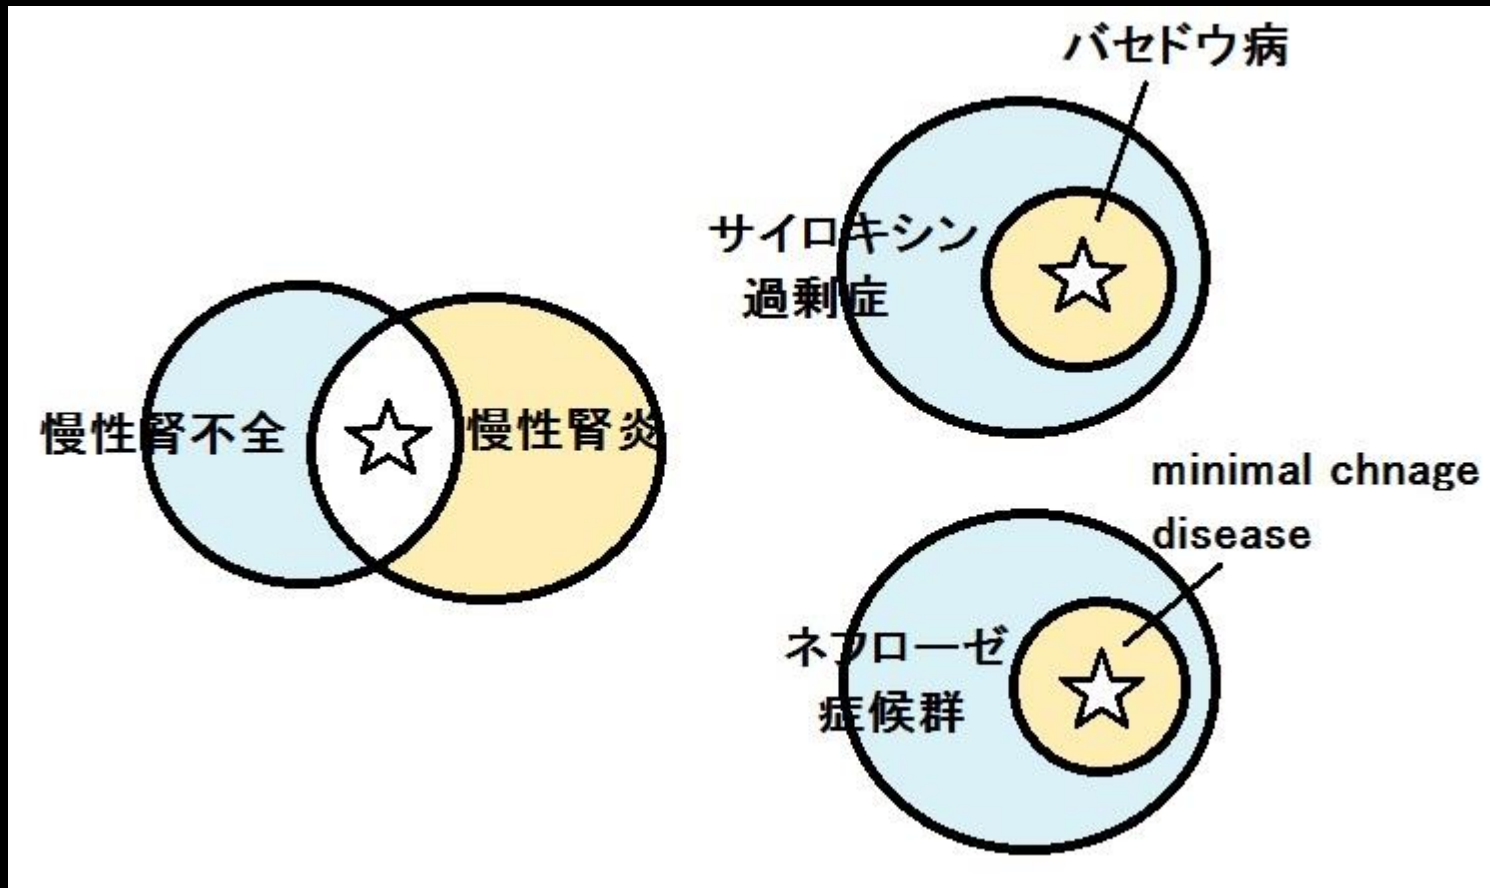 慢性腎不全
慢性腎炎
バセドウ病
サイロキシン
過剰症
minimal chnage
disease
ネフローゼ
症候群